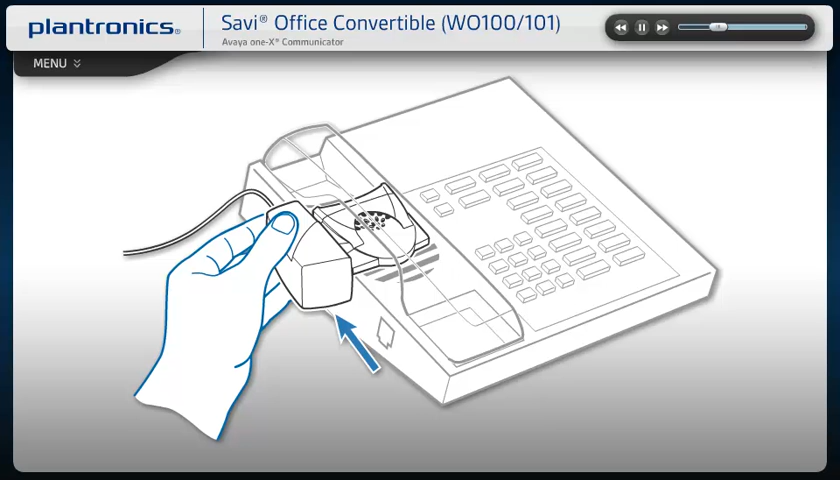 plantronics®
Savi® Office Convertible (WO100/101)
Avaya one-X® Communicator
MENU